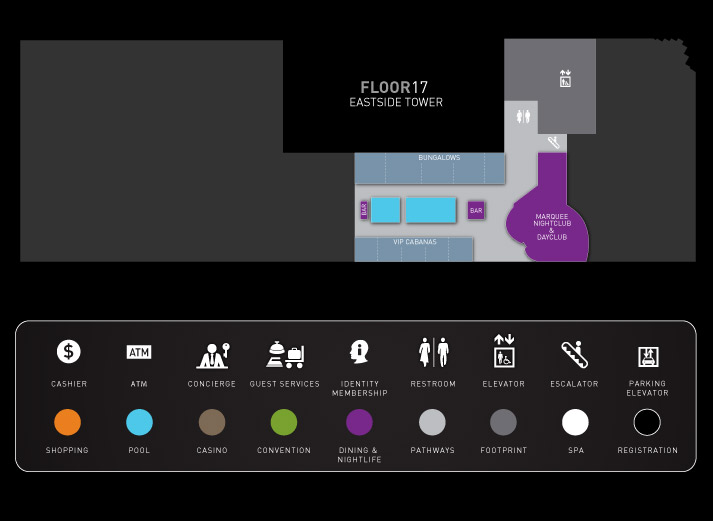 FLOOR17
EASTSIDE TOWER
BUNGALOWS
BAR
BAR
MARQUEE
NIGHTCLUB
&
DAYCLUB
VIP CABANAS
$
ATM
i
CASHIER
ATM
CONCIERGE
GUEST SERVICES
IDENTITY
MEMBERSHIP
RESTROOM
ELEVATOR
ESCALATOR
PARKING
ELEVATOR
SHOPPING
POOL
CASINO
CONVENTION
DINING &
NIGHTLIFE
PATHWAYS
FOOTPRINT
SPA
REGISTRATION